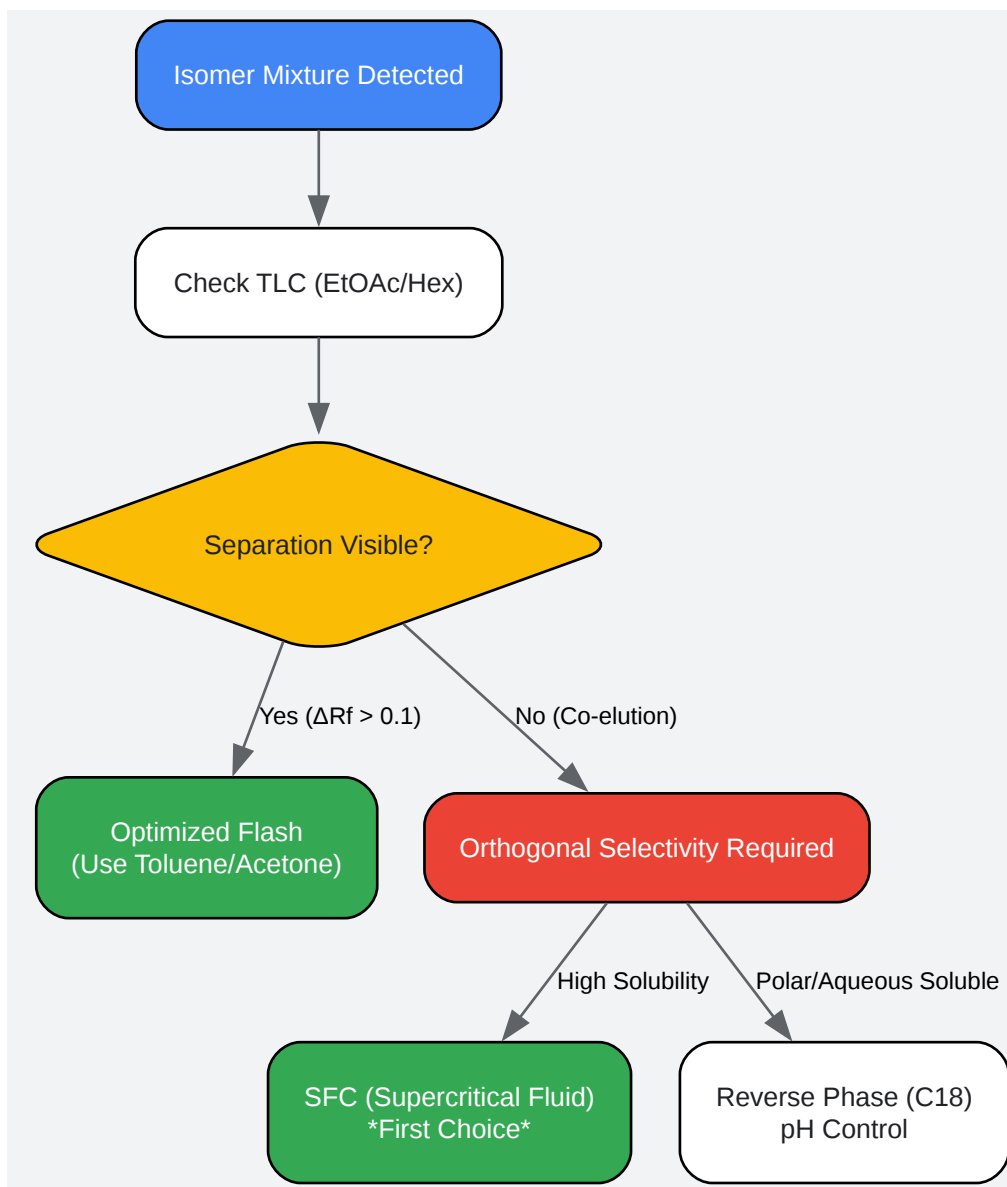 Isomer Mixture Detected
Check TLC (EtOAc/Hex)
Separation Visible?
Yes (ΔRf > 0.1)
No (Co-elution)
Optimized Flash
(Use Toluene/Acetone)
Orthogonal Selectivity Required
High Solubility
Polar/Aqueous Soluble
SFC (Supercritical Fluid)
*First Choice*
Reverse Phase (C18)
pH Control